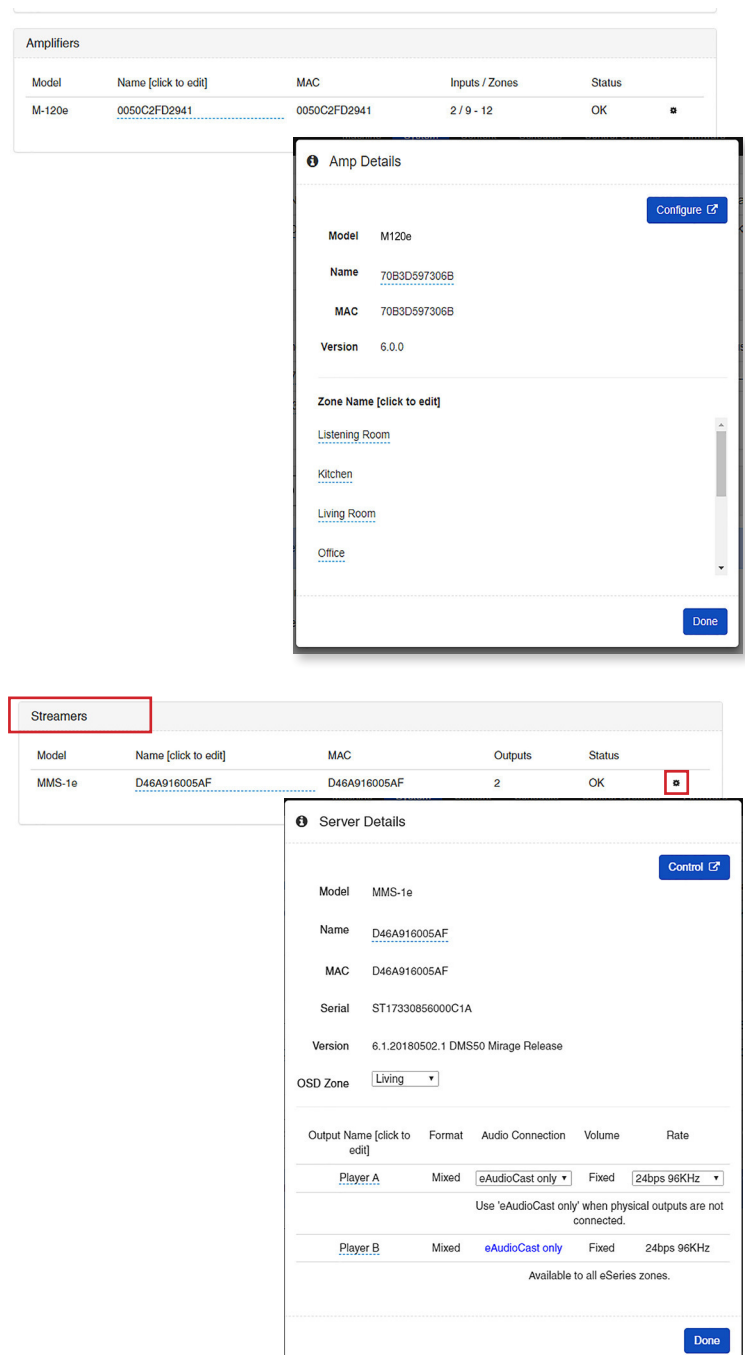 Amplifiers
Model Name [click to edit] MAC Inputs / Zones Status
M-120e 0050C2FD2941 0050C2FD2941 2 / 9 - 12 OK
Amp Details
Configure
Model M120e
Name 70B3D597306B
MAC 70B3D597306B
Version 6.0.0
Zone Name [click to edit]
Listening Room
Kitchen
Living Room
Office
Done
Streamers
Model Name [click to edit] MAC Outputs Status
MMS-1e D46A916005AF D46A916005AF 2 OK
Server Details
Control
Model MMS-1e
Name D46A916005AF
MAC D46A916005AF
Serial ST17330856000C1A
Version 6.1.20180502.1 DMS50 Mirage Release
OSD Zone Living
Output Name [click to Format Audio Connection Volume Rate
edit]
Player A Mixed eAudioCast only Fixed 24bps 96KHz
Use 'eAudioCast only' when physical outputs are not
connected.
Player B Mixed eAudioCast only Fixed 24bps 96KHz
Available to all eSeries zones.
Done